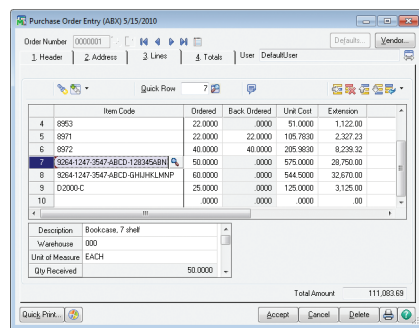 Purchase Order Entry (ABX) 5/15/2010
Order Number 0000001 Defaults... Vendor...
1. Header 2. Address 3. Lines 4. Totals User DefaultUser
Quick Row 7
Item Code Ordered Back Ordered Unit Cost Extension
4 8953 22.0000 .0000 51.0000 1,122.00
5 8971 22.0000 22.0000 105.7830 2,327.23
6 8972 40.0000 40.0000 205.9830 8,239.32
7 9264-1247-3547-ABCD-128345ABN 50.0000 .0000 575.0000 28,750.00
8 9264-1247-3547-ABCD-GHIJHKLMNP 60.0000 .0000 544.5000 32,670.00
9 D2000-C 25.0000 .0000 125.0000 3,125.00
10 .0000 .0000 .0000 .00
Description Bookcase, 7 shelf
Warehouse 000
Unit of Measure EACH
Qty Received 50.0000
Total Amount 111,083.69
Quick Print... Accept Cancel Delete